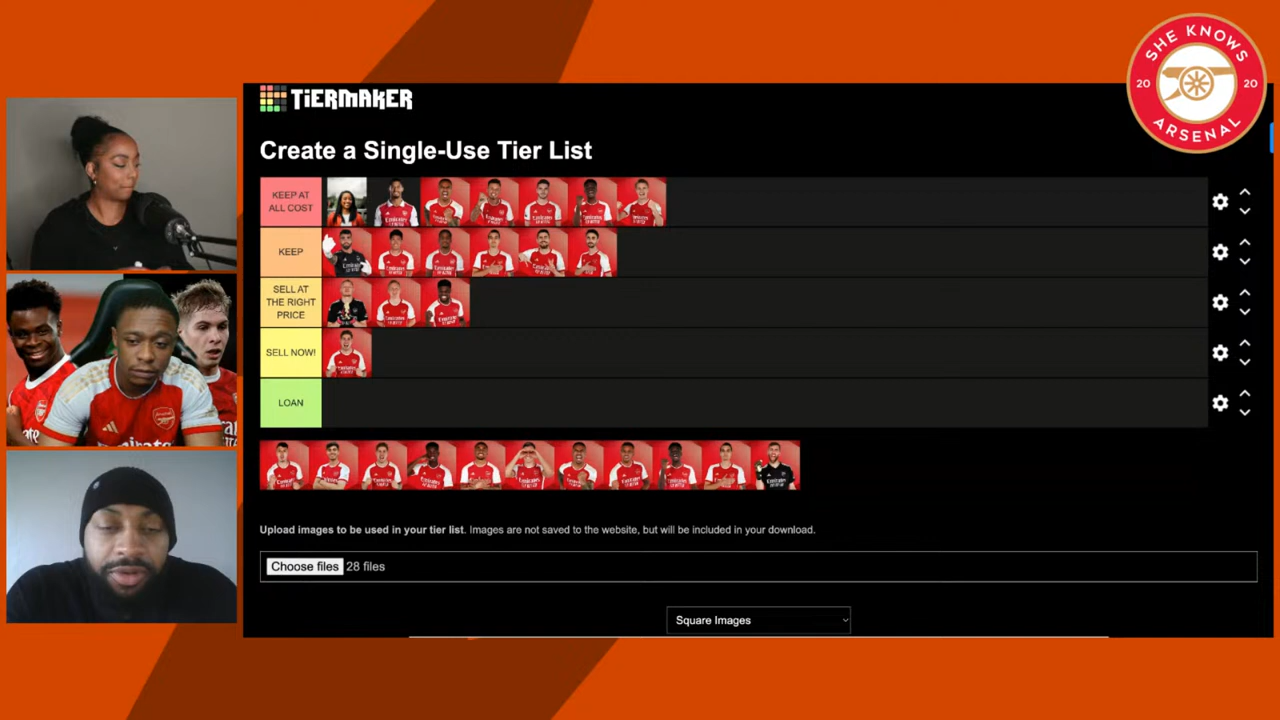 SHE KNOWS
20 20
ARSENAL
TiERMAKER
Create a Single-Use Tier List
KEEP AT
ALL COST
KEEP
SELL AT
THE RIGHT
PRICE
SELL NOW!
LOAN
Upload images to be used in your tier list. Images are not saved to the website, but will be included in your download.
Choose files 28 files
Square Images